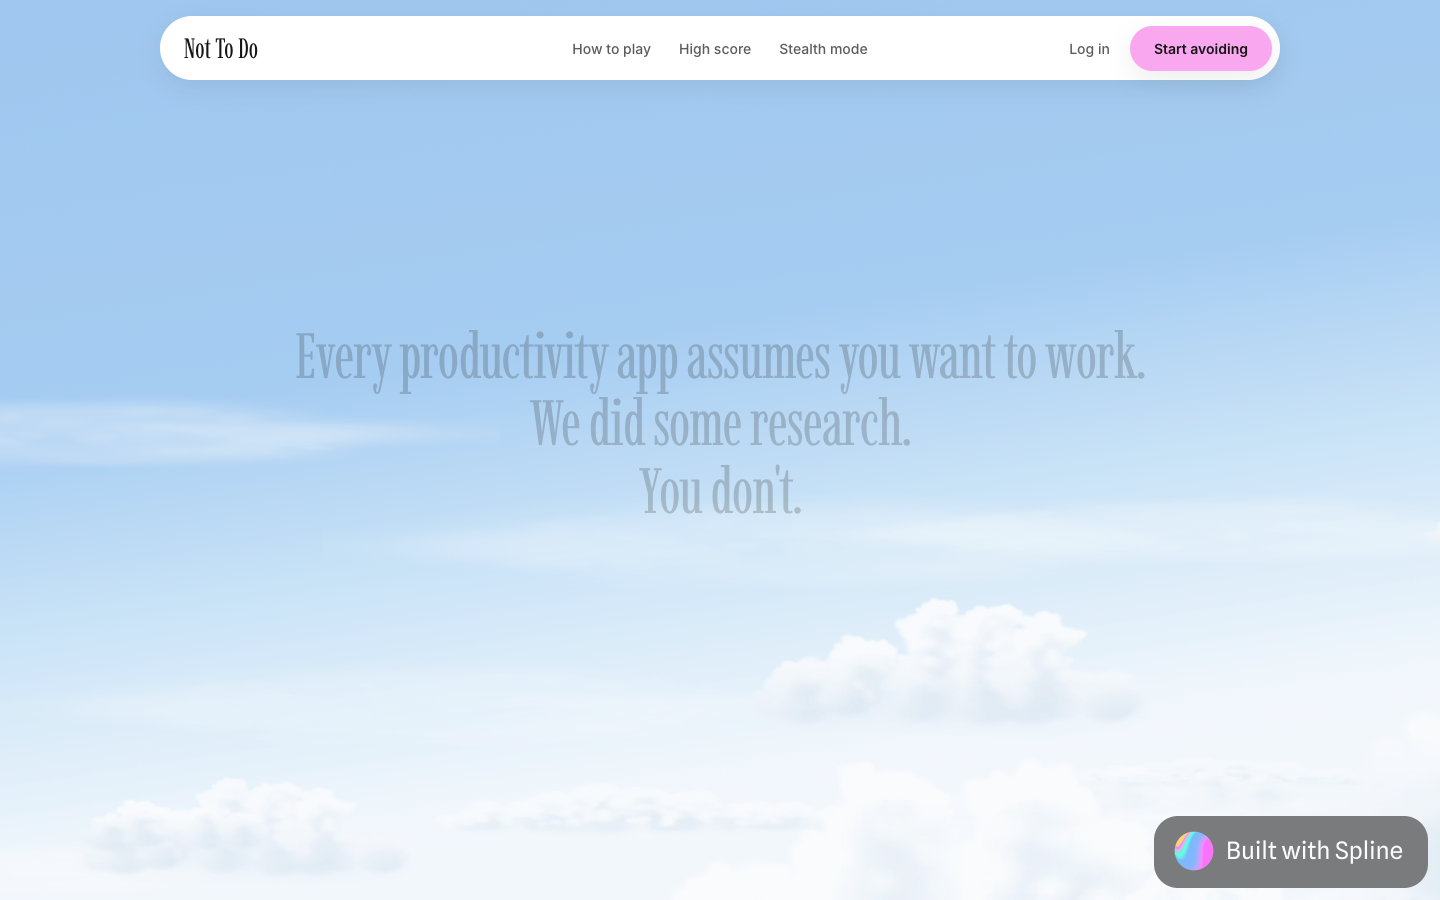 Not To Do
How to play
High score
Stealth mode
Log in
Start avoiding
Every productivity app assumes you want to work.
We did some research.
You don't.
Built with Spline